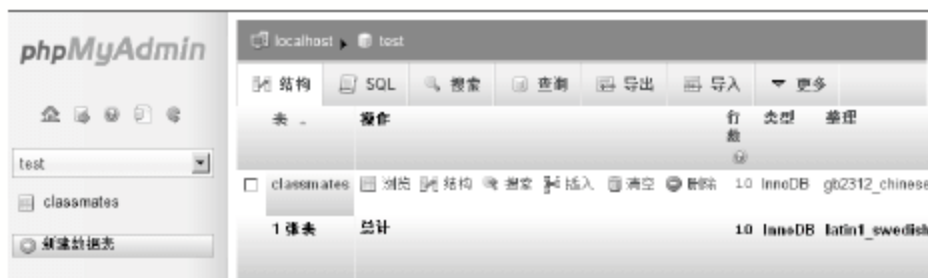 phpMyAdmin
test
classmates
新建数据表
localhost ▸ test
结构 SQL 搜索 查询 导出 导入 更多
表 操作 行数 类型 整理
classmates 浏览 结构 搜索 插入 清空 删除 10 InnoDB gb2312_chinese
1 张表 总计 10 InnoDB latin1_swedish